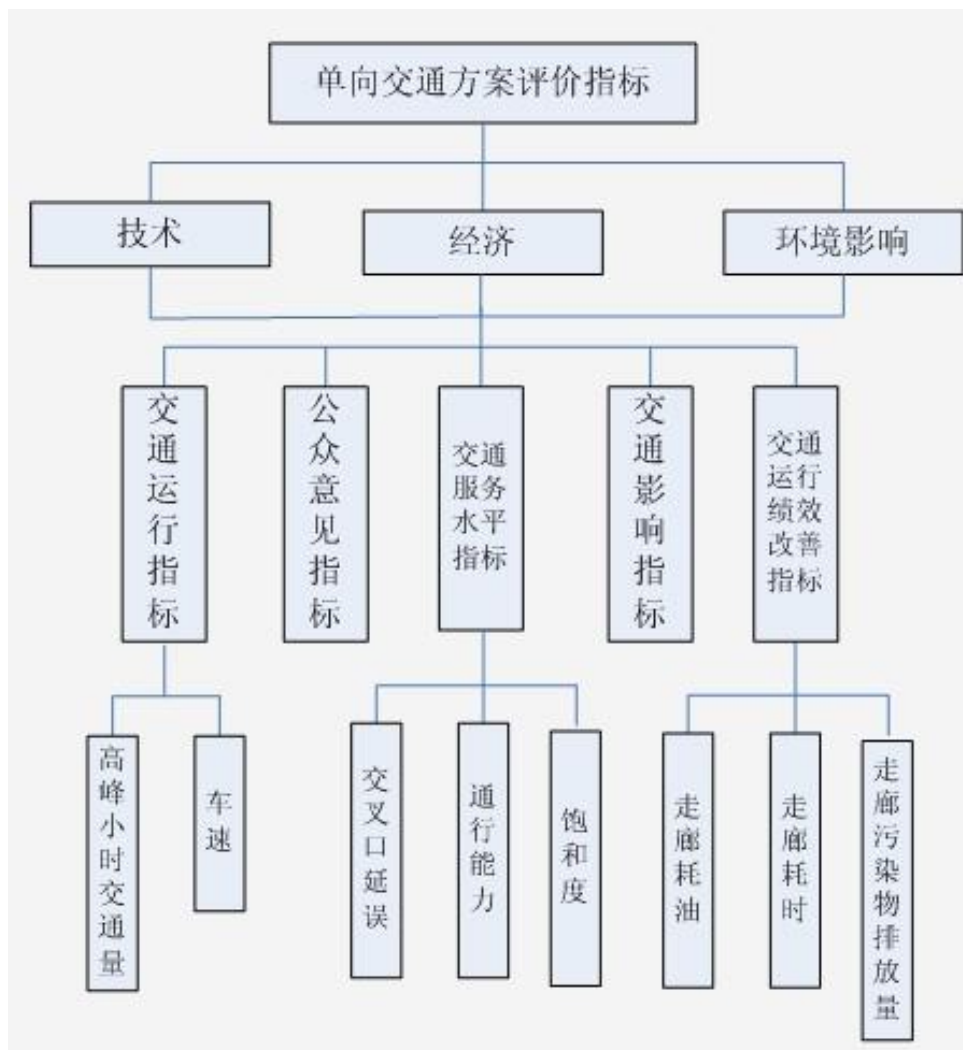 单向交通方案评价指标
技术
经济
环境影响
交通运行指标
公众意见指标
交通
服务
水平
指标
交通影响指标
交通
运行
绩效
改善
指标
高峰小时交通量
车速
交叉口延误
通行能力
饱和度
走廊耗油
走廊耗时
走廊污染物排放量